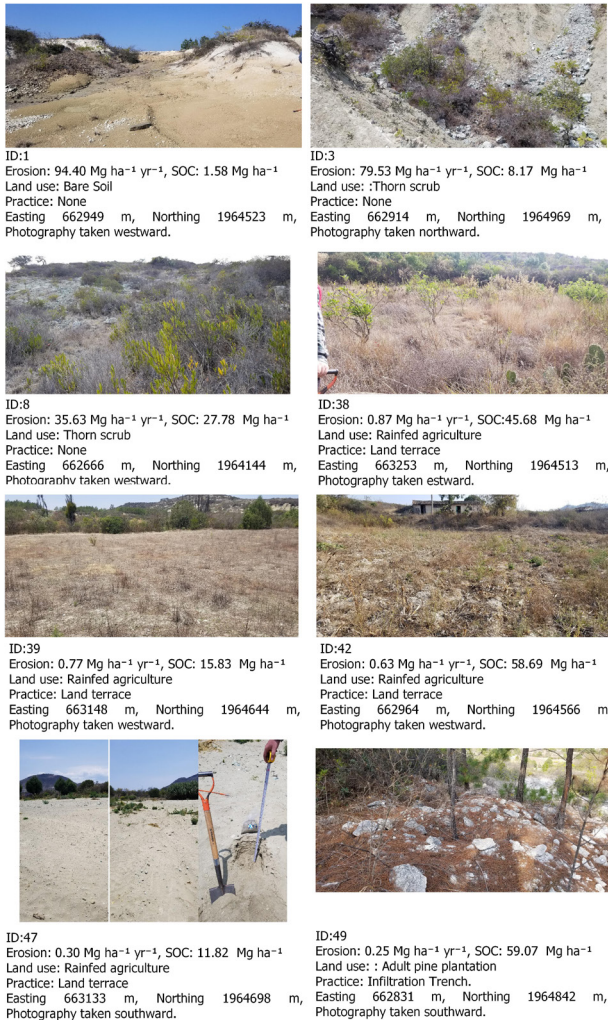 ID:1
Erosion: 94.40 Mg ha⁻¹ yr⁻¹, SOC: 1.58 Mg ha⁻¹
Land use: Bare Soil
Practice: None
Easting 662949 m, Northing 1964523 m,
Photography taken westward.
ID:3
Erosion: 79.53 Mg ha⁻¹ yr⁻¹, SOC: 8.17 Mg ha⁻¹
Land use: :Thorn scrub
Practice: None
Easting 662914 m, Northing 1964969 m,
Photography taken northward.
ID:8
Erosion: 35.63 Mg ha⁻¹ yr⁻¹, SOC: 27.78 Mg ha⁻¹
Land use: Thorn scrub
Practice: None
Easting 662666 m, Northing 1964144 m,
Photography taken westward.
ID:38
Erosion: 0.87 Mg ha⁻¹ yr⁻¹, SOC:45.68 Mg ha⁻¹
Land use: Rainfed agriculture
Practice: Land terrace
Easting 663253 m, Northing 1964513 m,
Photography taken estward.
ID:39
Erosion: 0.77 Mg ha⁻¹ yr⁻¹, SOC: 15.83 Mg ha⁻¹
Land use: Rainfed agriculture
Practice: Land terrace
Easting 663148 m, Northing 1964644 m,
Photography taken westward.
ID:42
Erosion: 0.63 Mg ha⁻¹ yr⁻¹, SOC: 58.69 Mg ha⁻¹
Land use: Rainfed agriculture
Practice: Land terrace
Easting 662964 m, Northing 1964566 m
Photography taken westward.
ID:47
Erosion: 0.30 Mg ha⁻¹ yr⁻¹, SOC: 11.82 Mg ha⁻¹
Land use: Rainfed agriculture
Practice: Land terrace
Easting 663133 m, Northing 1964698 m,
Photography taken southward.
ID:49
Erosion: 0.25 Mg ha⁻¹ yr⁻¹, SOC: 59.07 Mg ha⁻¹
Land use: : Adult pine plantation
Practice: Infiltration Trench.
Easting 662831 m, Northing 1964842 m,
Photography taken southward.